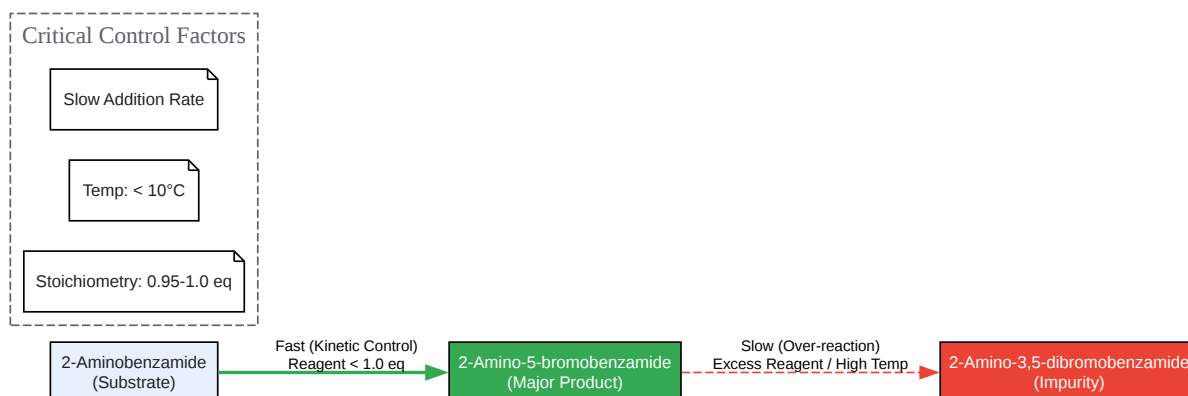 Critical Control Factors
Slow Addition Rate
Temp: < 10°C
Stoichiometry: 0.95-1.0 eq
2-Aminobenzamide
(Substrate)
Fast (Kinetic Control)
Reagent < 1.0 eq
2-Amino-5-bromobenzamide
(Major Product)
Slow (Over-reaction)
Excess Reagent / High Temp
2-Amino-3,5-dibromobenzamide
(Impurity)